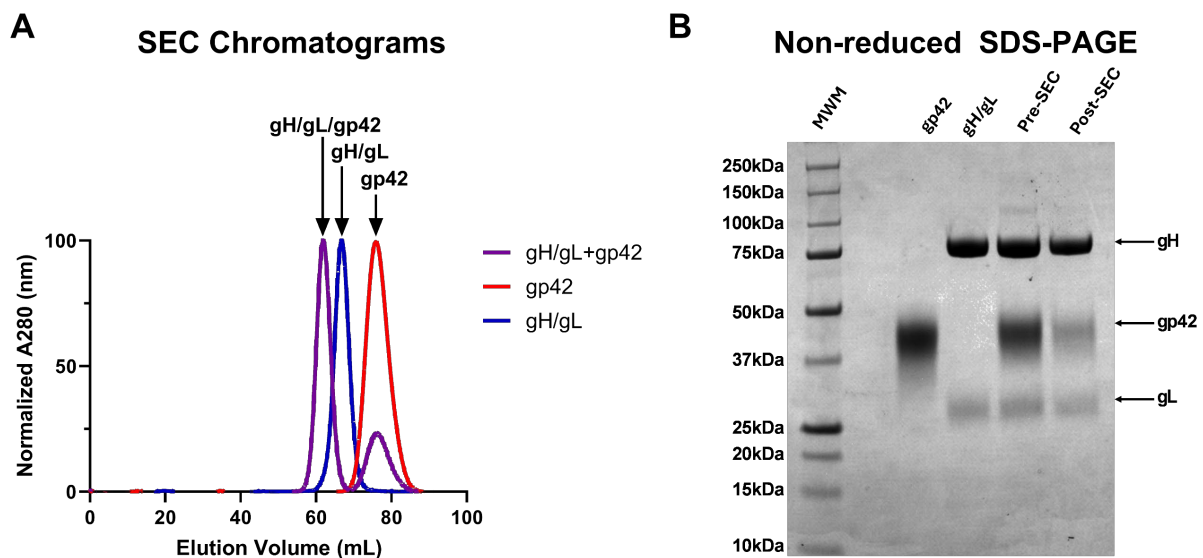 A
SEC Chromatograms
gH/gL/gp42
gH/gL
gp42
Normalized A280 (nm)
100
50
0
0
20
40
60
80
100
Elution Volume (mL)
gH/gL+gp42
gp42
gH/gL
B
Non-reduced SDS-PAGE
MWM
gp42
gH/gL
Pre-SEC
Post-SEC
250kDa
150kDa
100kDa
75kDa
50kDa
37kDa
25kDa
20kDa
15kDa
10kDa
gH
gp42
gL